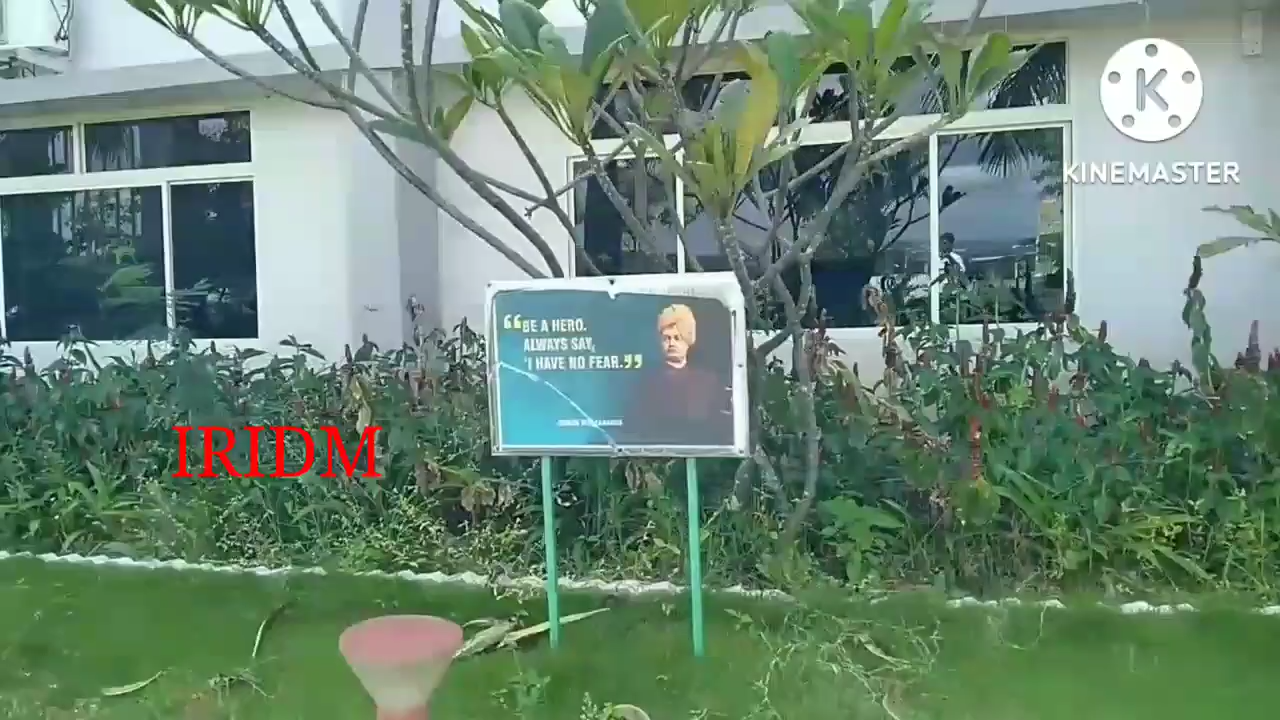 K
KINEMASTER
“BE A HERO.
ALWAYS SAY,
'I HAVE NO FEAR.”
IRIDM